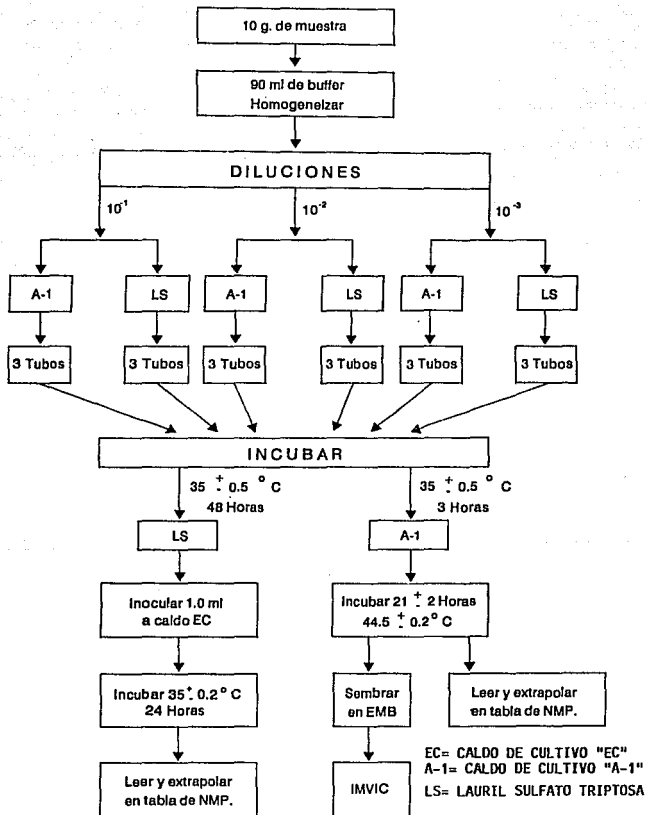 10 g. de muestra
90 ml de buffer
Homogeneizar
DILUCIONES
10⁻¹
10⁻²
10⁻³
A-1
LS
A-1
LS
A-1
LS
3 Tubos
3 Tubos
3 Tubos
3 Tubos
3 Tubos
3 Tubos
INCUBAR
35 ± 0.5 ° C
48 Horas
35 ± 0.5 ° C
3 Horas
LS
A-1
Inocular 1.0 ml
a caldo EC
Incubar 21 ± 2 Horas
44.5 ± 0.2° C
Incubar 35 ± 0.2° C
24 Horas
Sembrar
en EMB
Leer y extrapolar
en tabla de NMP.
Leer y extrapolar
en tabla de NMP.
IMVIC
EC= CALDO DE CULTIVO "EC"
A-1= CALDO DE CULTIVO "A-1"
LS= LAURIL SULFATO TRIPTOSA